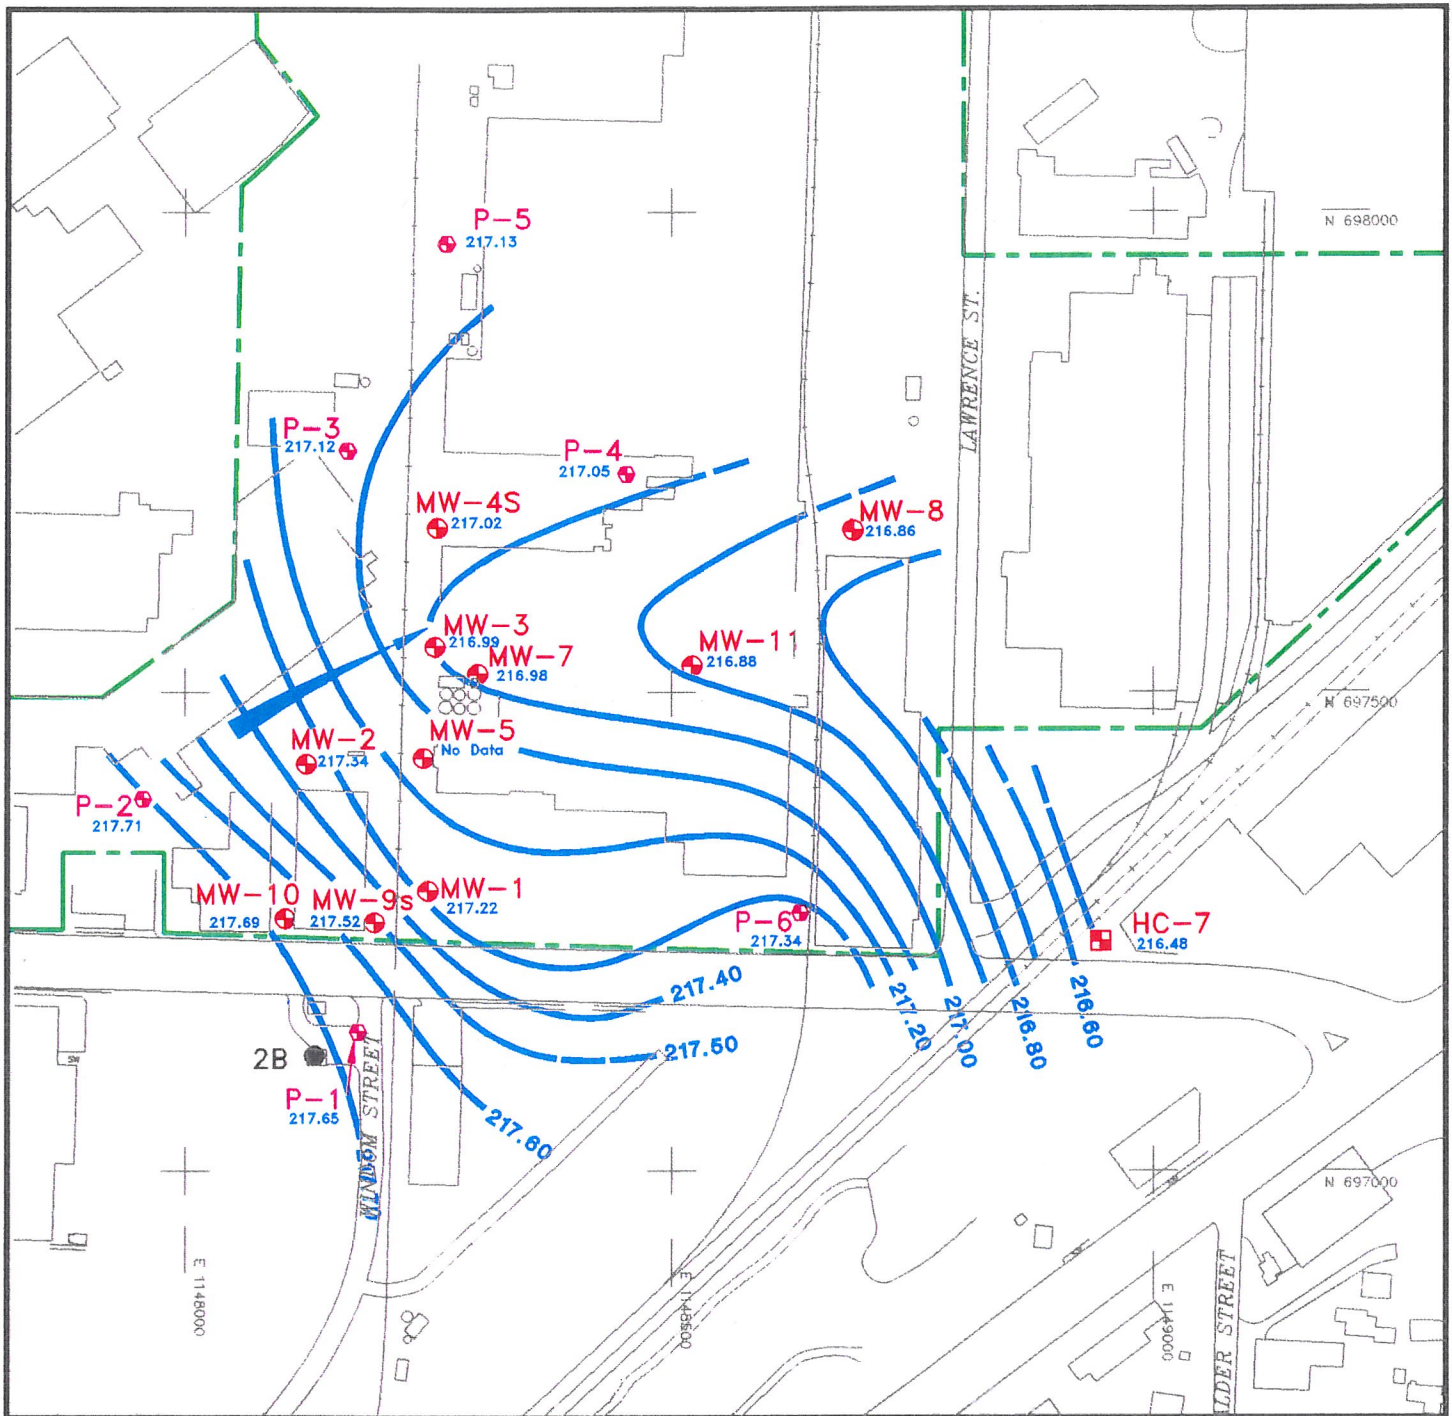 P-5
217.13
N 698000
LAWRENCE ST.
P-3
217.12
P-4
217.05
MW-4S
217.02
MW-8
216.86
MW-3
216.99
MW-7
216.98
MW-11
216.88
N 697500
MW-2
217.34
MW-5
No Data
P-2
217.71
MW-10
217.69
MW-9s
217.52
MW-1
217.22
P-6
217.34
HC-7
216.48
217.40
217.20
217.00
216.80
216.60
217.50
2B
P-1
217.65
WINDOM STREET
217.60
N 697000
E 1148000
E 1148500
E 1149000
ALDER STREET